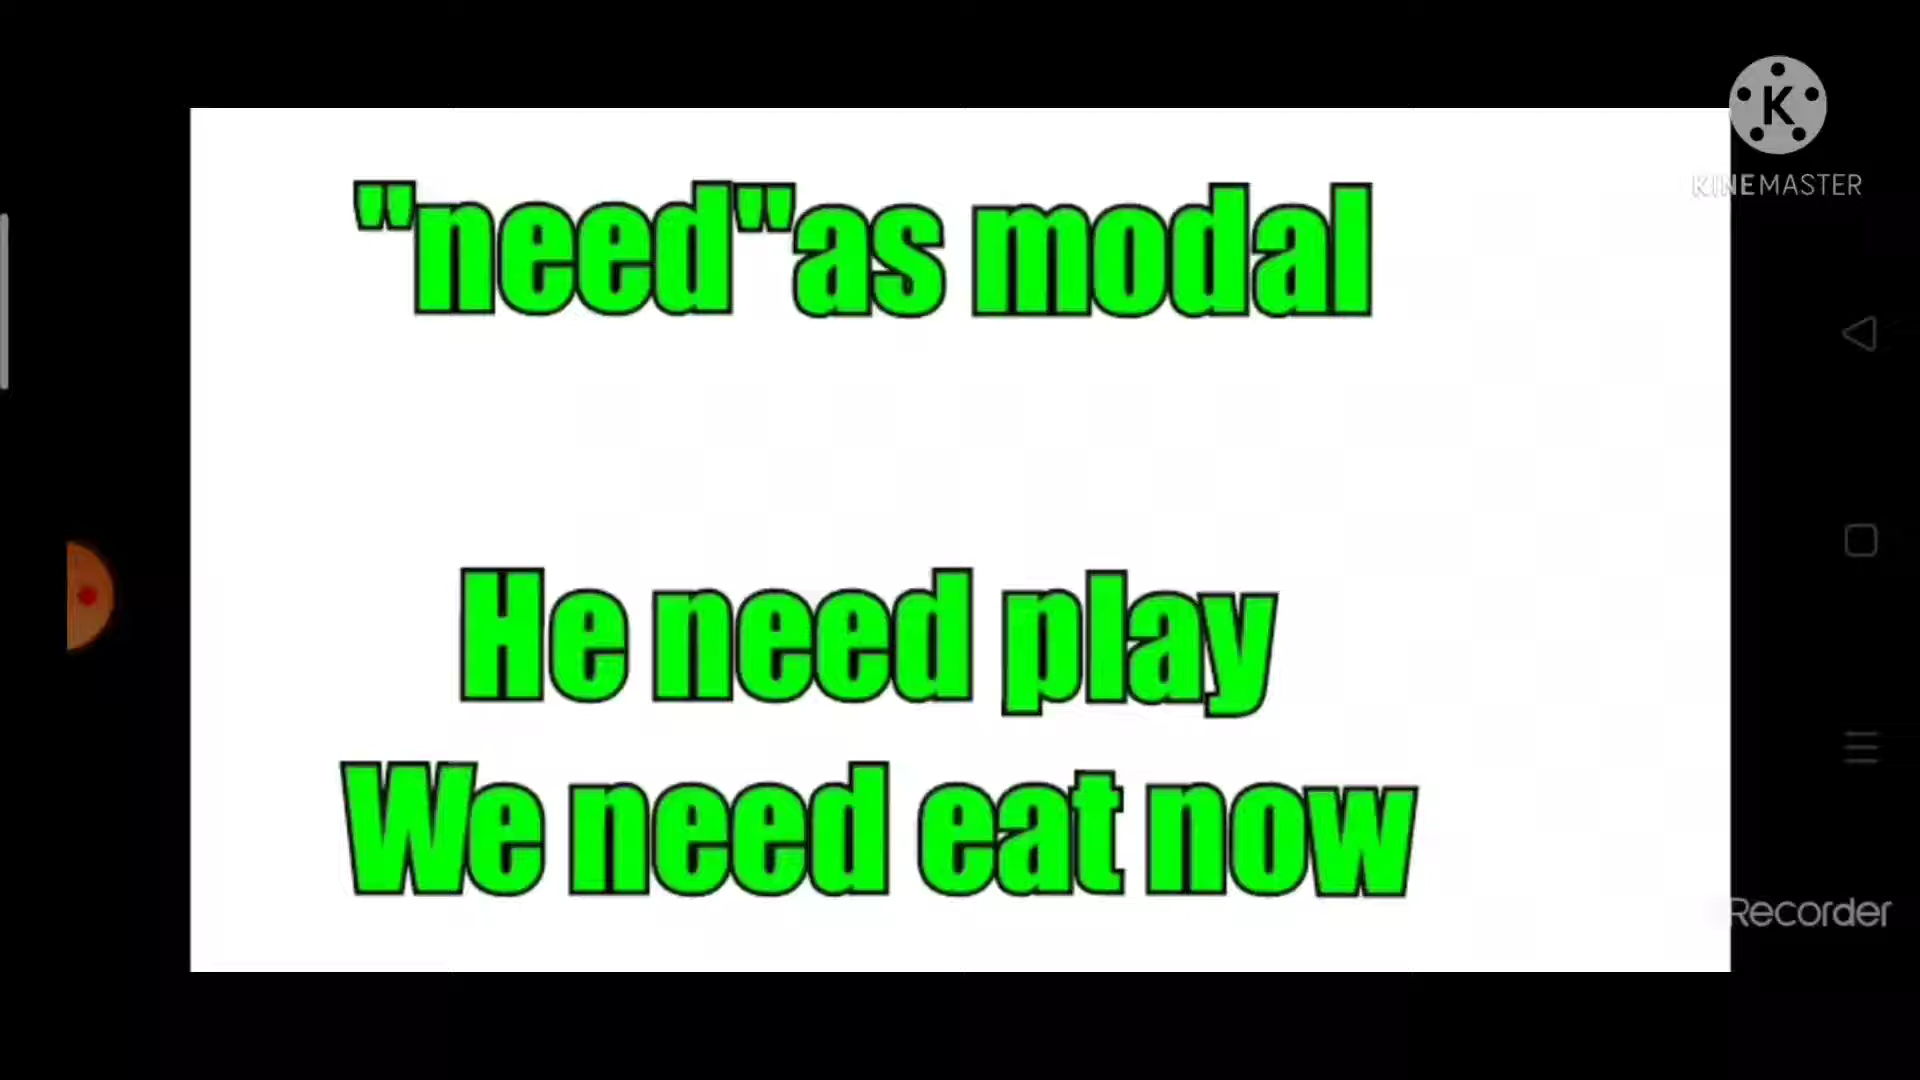 K
KINEMASTER
"need"as modal
He need play
We need eat now
Recorder